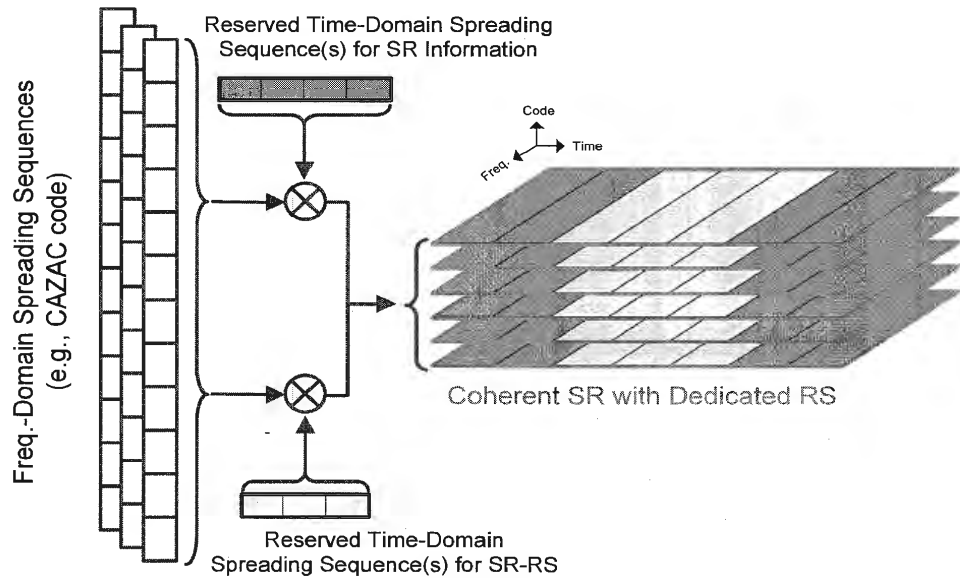 Reserved Time-Domain Spreading
Sequence(s) for SR Information
Freq.-Domain Spreading Sequences
(e.g., CAZAC code)
Code
Time
Freq.
Coherent SR with Dedicated RS
Reserved Time-Domain
Spreading Sequence(s) for SR-RS